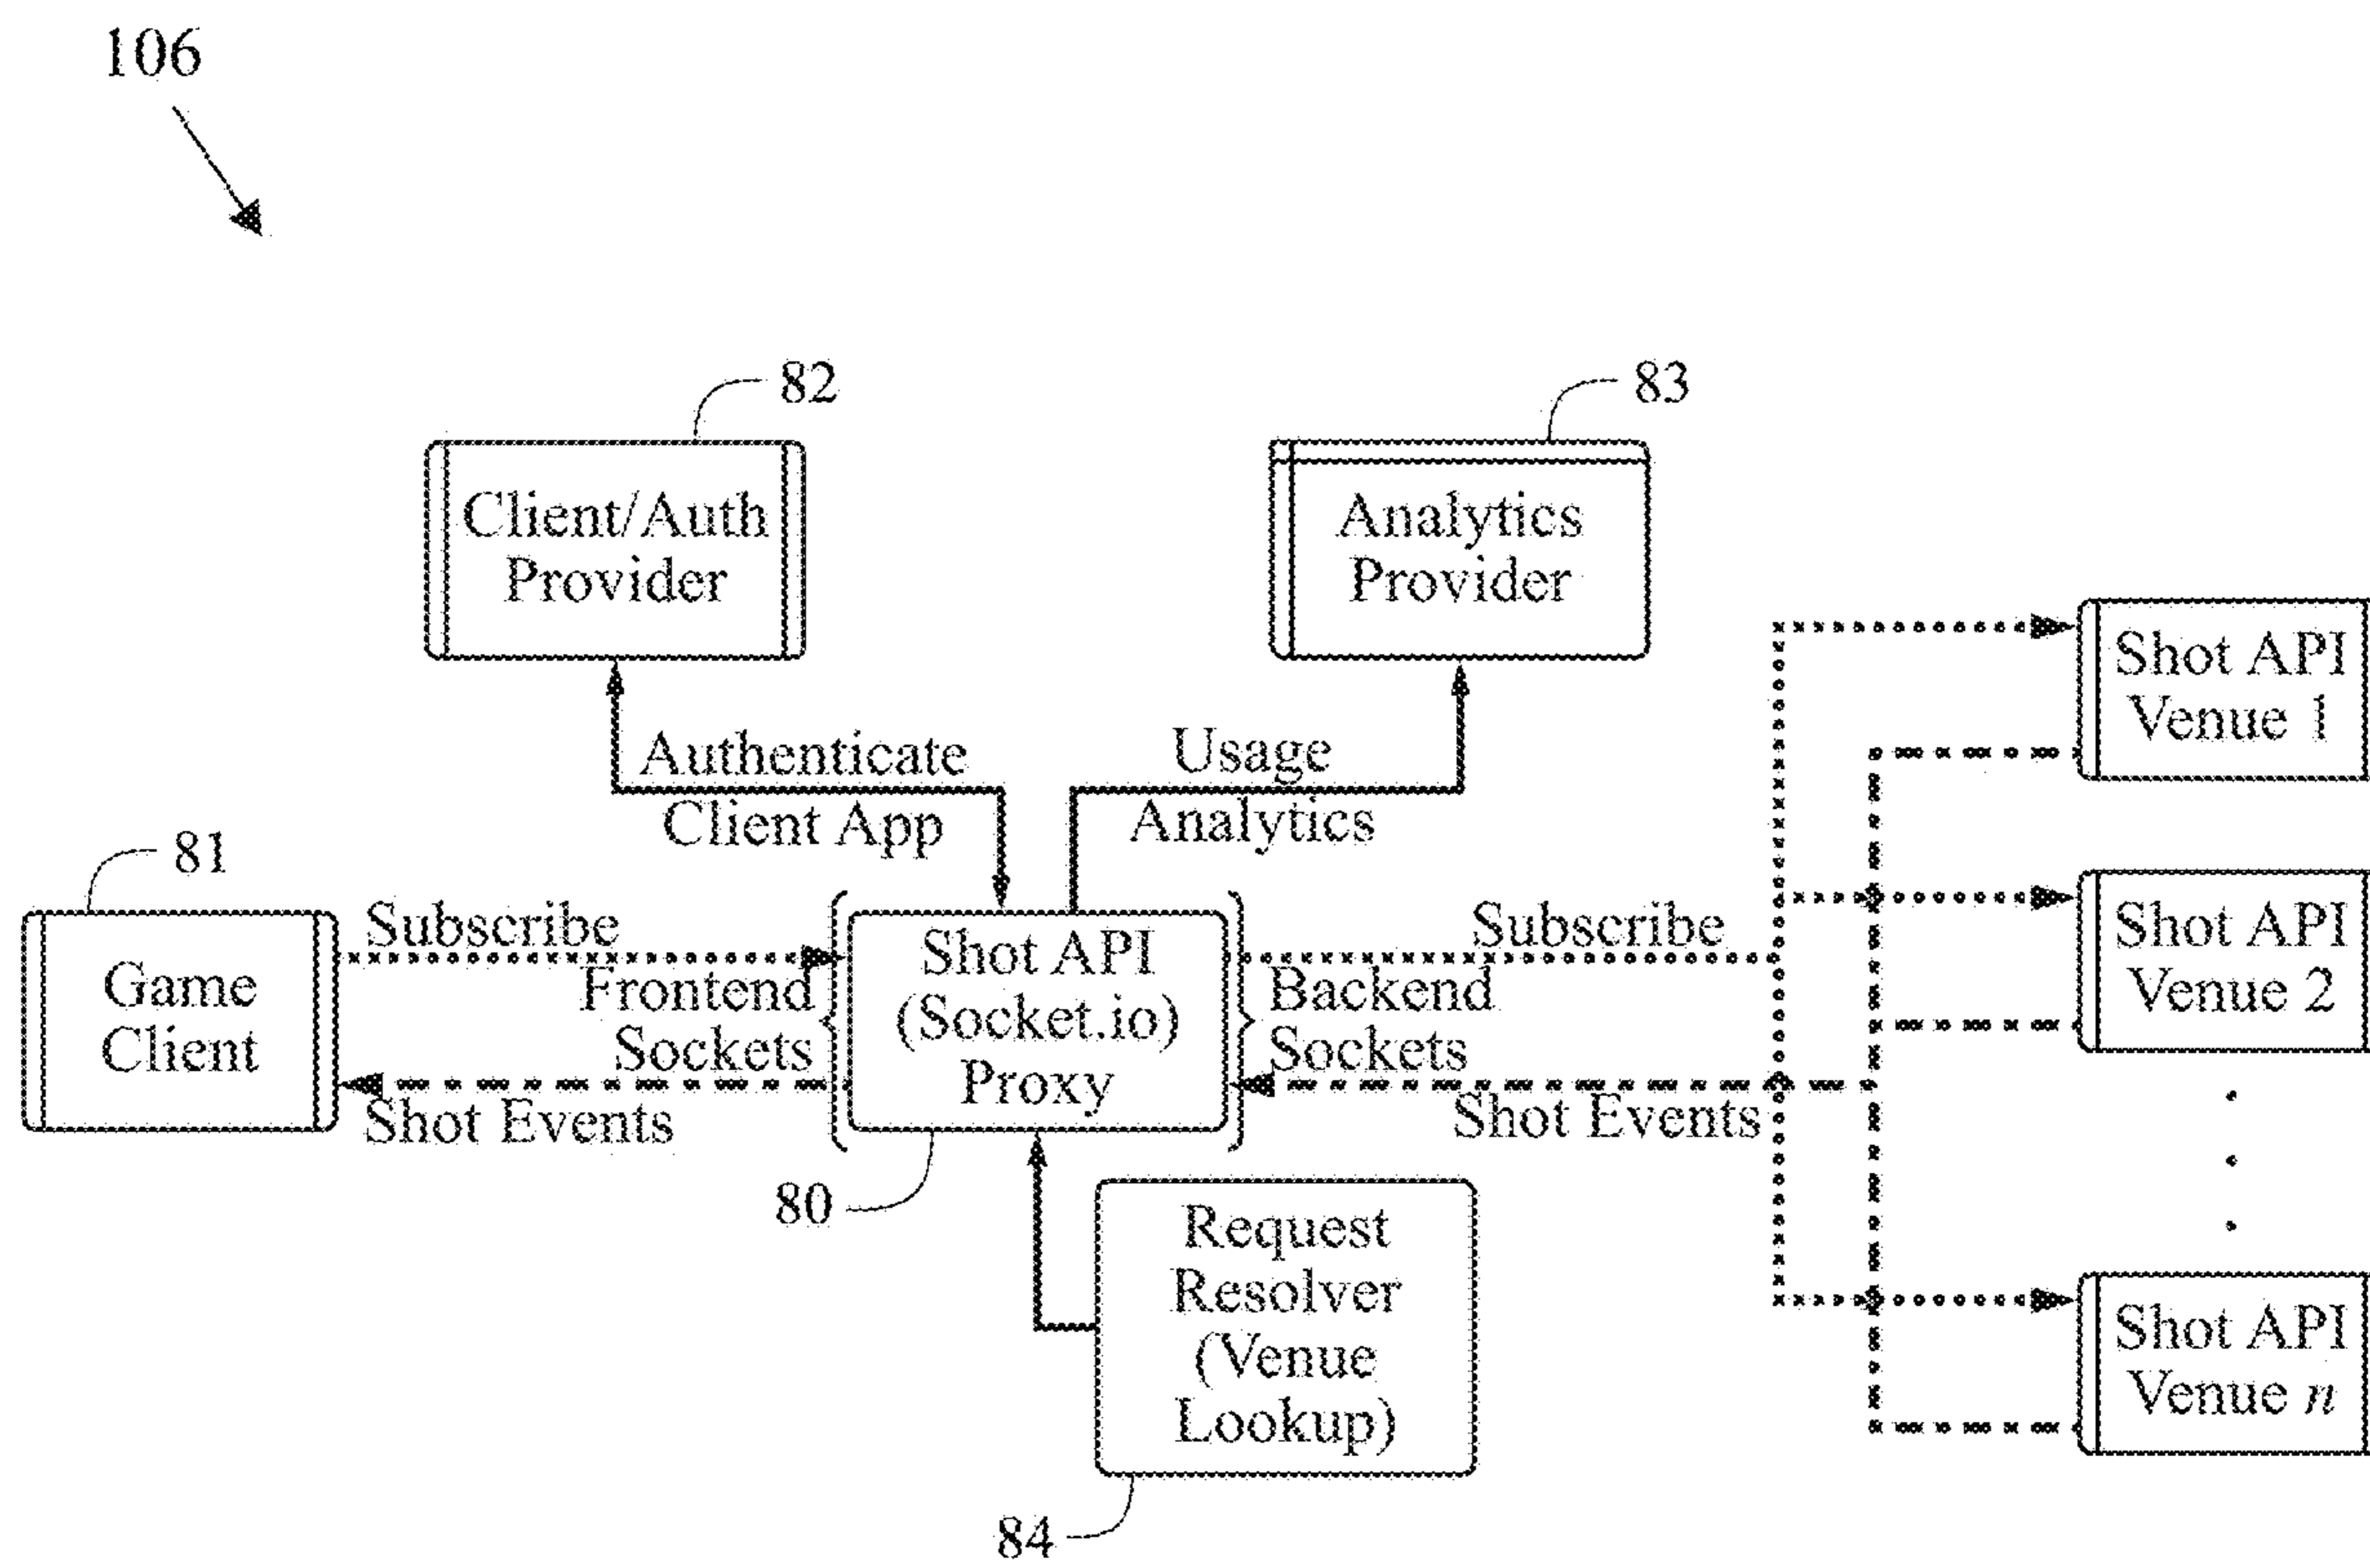 106
82
83
Client/Auth
Provider
Analytics
Provider
Shot API
Venue 1
Authenticate
Client App
Usage
Analytics
81
Game
Client
Subscribe
Frontend
Sockets
Shot Events
Shot API
(Socket.io)
Proxy
Subscribe
Backend
Sockets
Shot Events
Shot API
Venue 2
80
Request
Resolver
(Venue
Lookup)
Shot API
Venue n
84